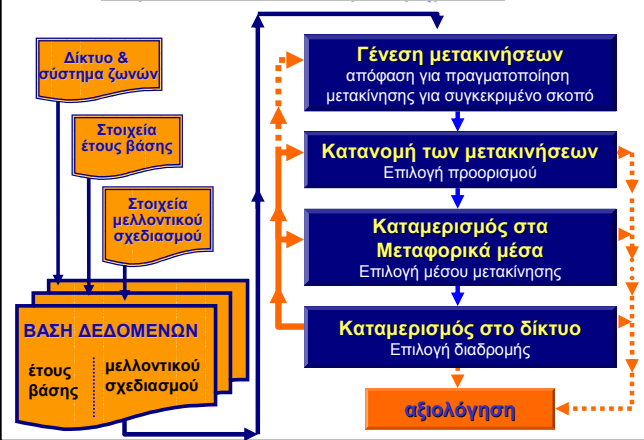 Δίκτυο &
σύστημα ζωνών
Στοιχεία
έτους βάσης
Στοιχεία
μελλοντικού
σχεδιασμού
ΒΑΣΗ ΔΕΔΟΜΕΝΩΝ
έτους
βάσης
μελλοντικού
σχεδιασμού
Γένεση μετακινήσεων
απόφαση για πραγματοποίηση
μετακίνησης για συγκεκριμένο σκοπό
Κατανομή των μετακινήσεων
Επιλογή προορισμού
Καταμερισμός στα
Μεταφορικά μέσα
Επιλογή μέσου μετακίνησης
Καταμερισμός στο δίκτυο
Επιλογή διαδρομής
αξιολόγηση